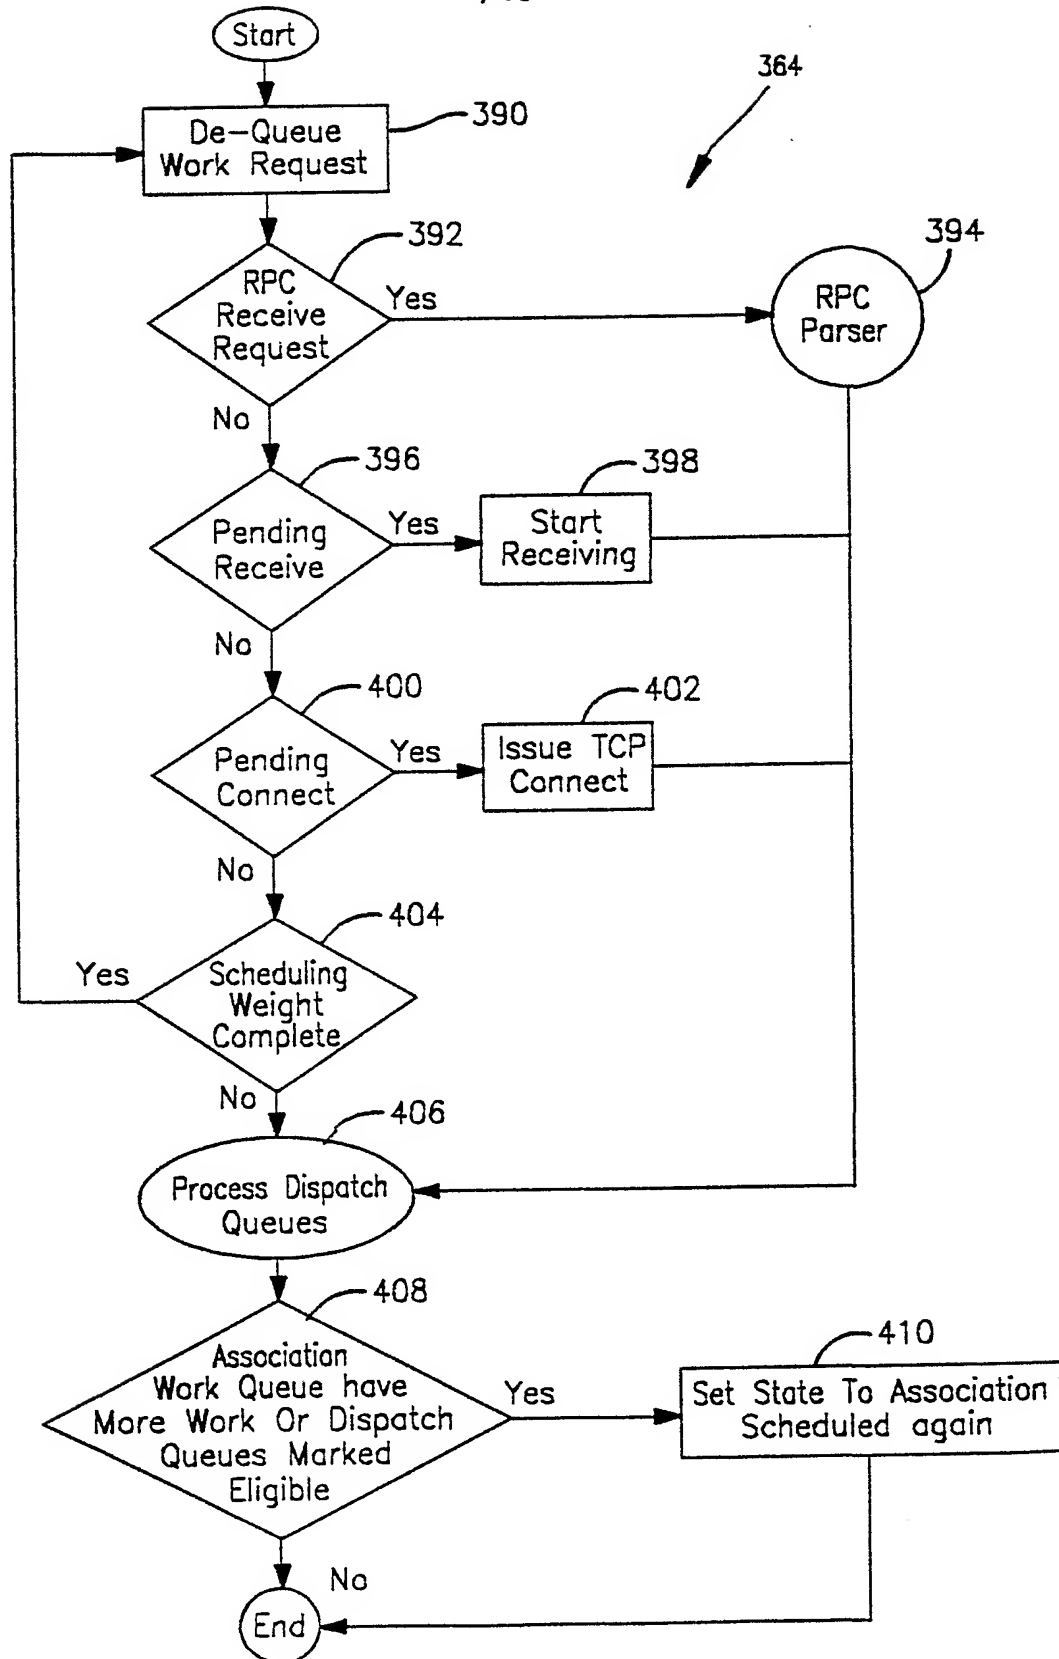 Start
364
De-Queue
Work Request
390
392
RPC
Receive
Request
Yes
394
RPC
Parser
No
396
Pending
Receive
Yes
398
Start
Receiving
No
400
Pending
Connect
Yes
402
Issue TCP
Connect
No
404
Scheduling
Weight
Complete
Yes
No
406
Process Dispatch
Queues
408
Association
Work Queue have
More Work Or Dispatch
Queues Marked
Eligible
Yes
410
Set State To Association
Scheduled again
No
End